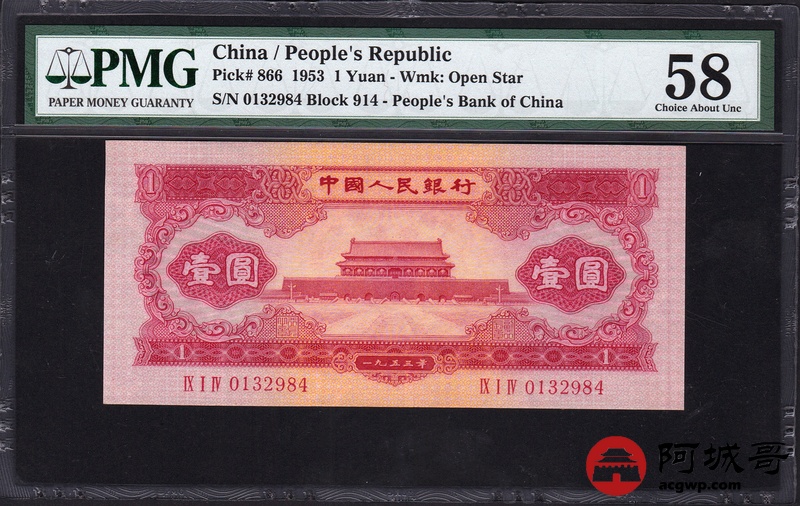 PMG
PAPER MONEY GUARANTY
China / People's Republic
Pick# 866 1953 1 Yuan - Wmk: Open Star
S/N 0132984 Block 914 - People's Bank of China
58
Choice About Unc
中國人民銀行
1 1
壹圓 壹圓
1 一九五三年 1
Ⅸ Ⅰ Ⅳ 0132984 Ⅸ Ⅰ Ⅳ 0132984
阿城哥
acgwp.com